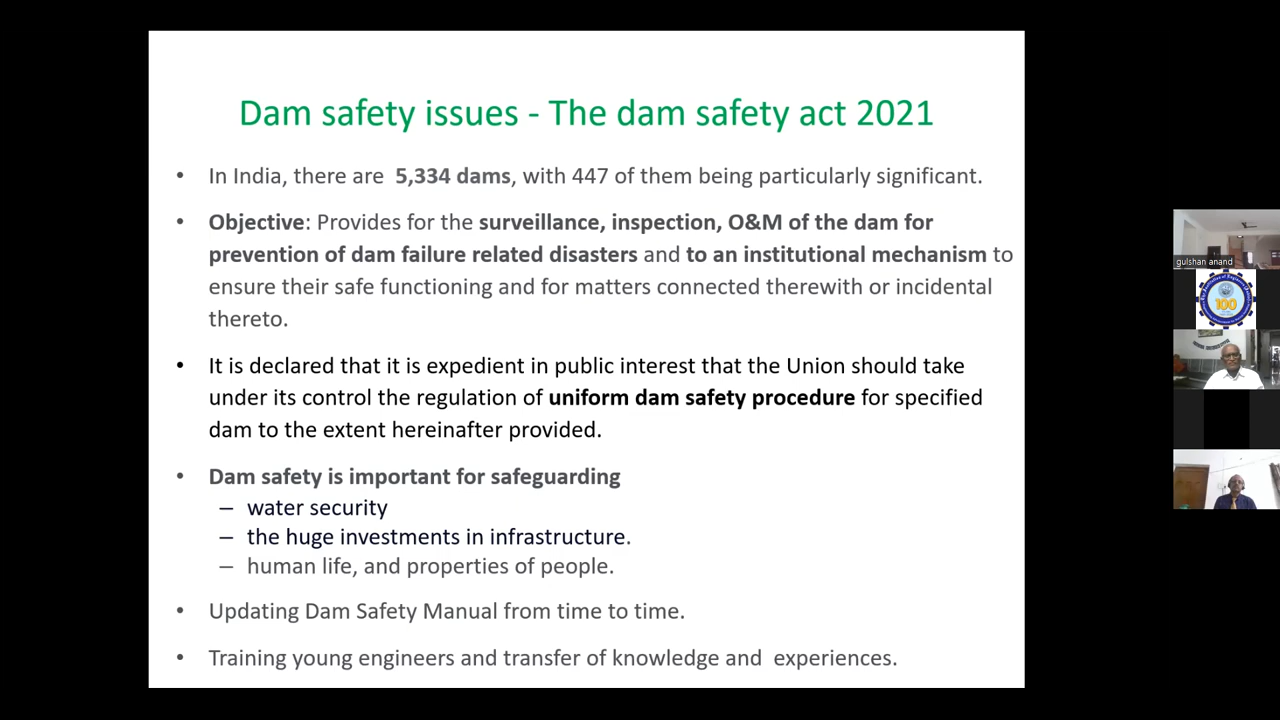 Dam safety issues - The dam safety act 2021
• In India, there are 5,334 dams, with 447 of them being particularly significant.
• Objective: Provides for the surveillance, inspection, O&M of the dam for
prevention of dam failure related disasters and to an institutional mechanism to
ensure their safe functioning and for matters connected therewith or incidental
thereto.
• It is declared that it is expedient in public interest that the Union should take
under its control the regulation of uniform dam safety procedure for specified
dam to the extent hereinafter provided.
• Dam safety is important for safeguarding
– water security
– the huge investments in infrastructure.
– human life, and properties of people.
• Updating Dam Safety Manual from time to time.
• Training young engineers and transfer of knowledge and experiences.
gulshan anand
100